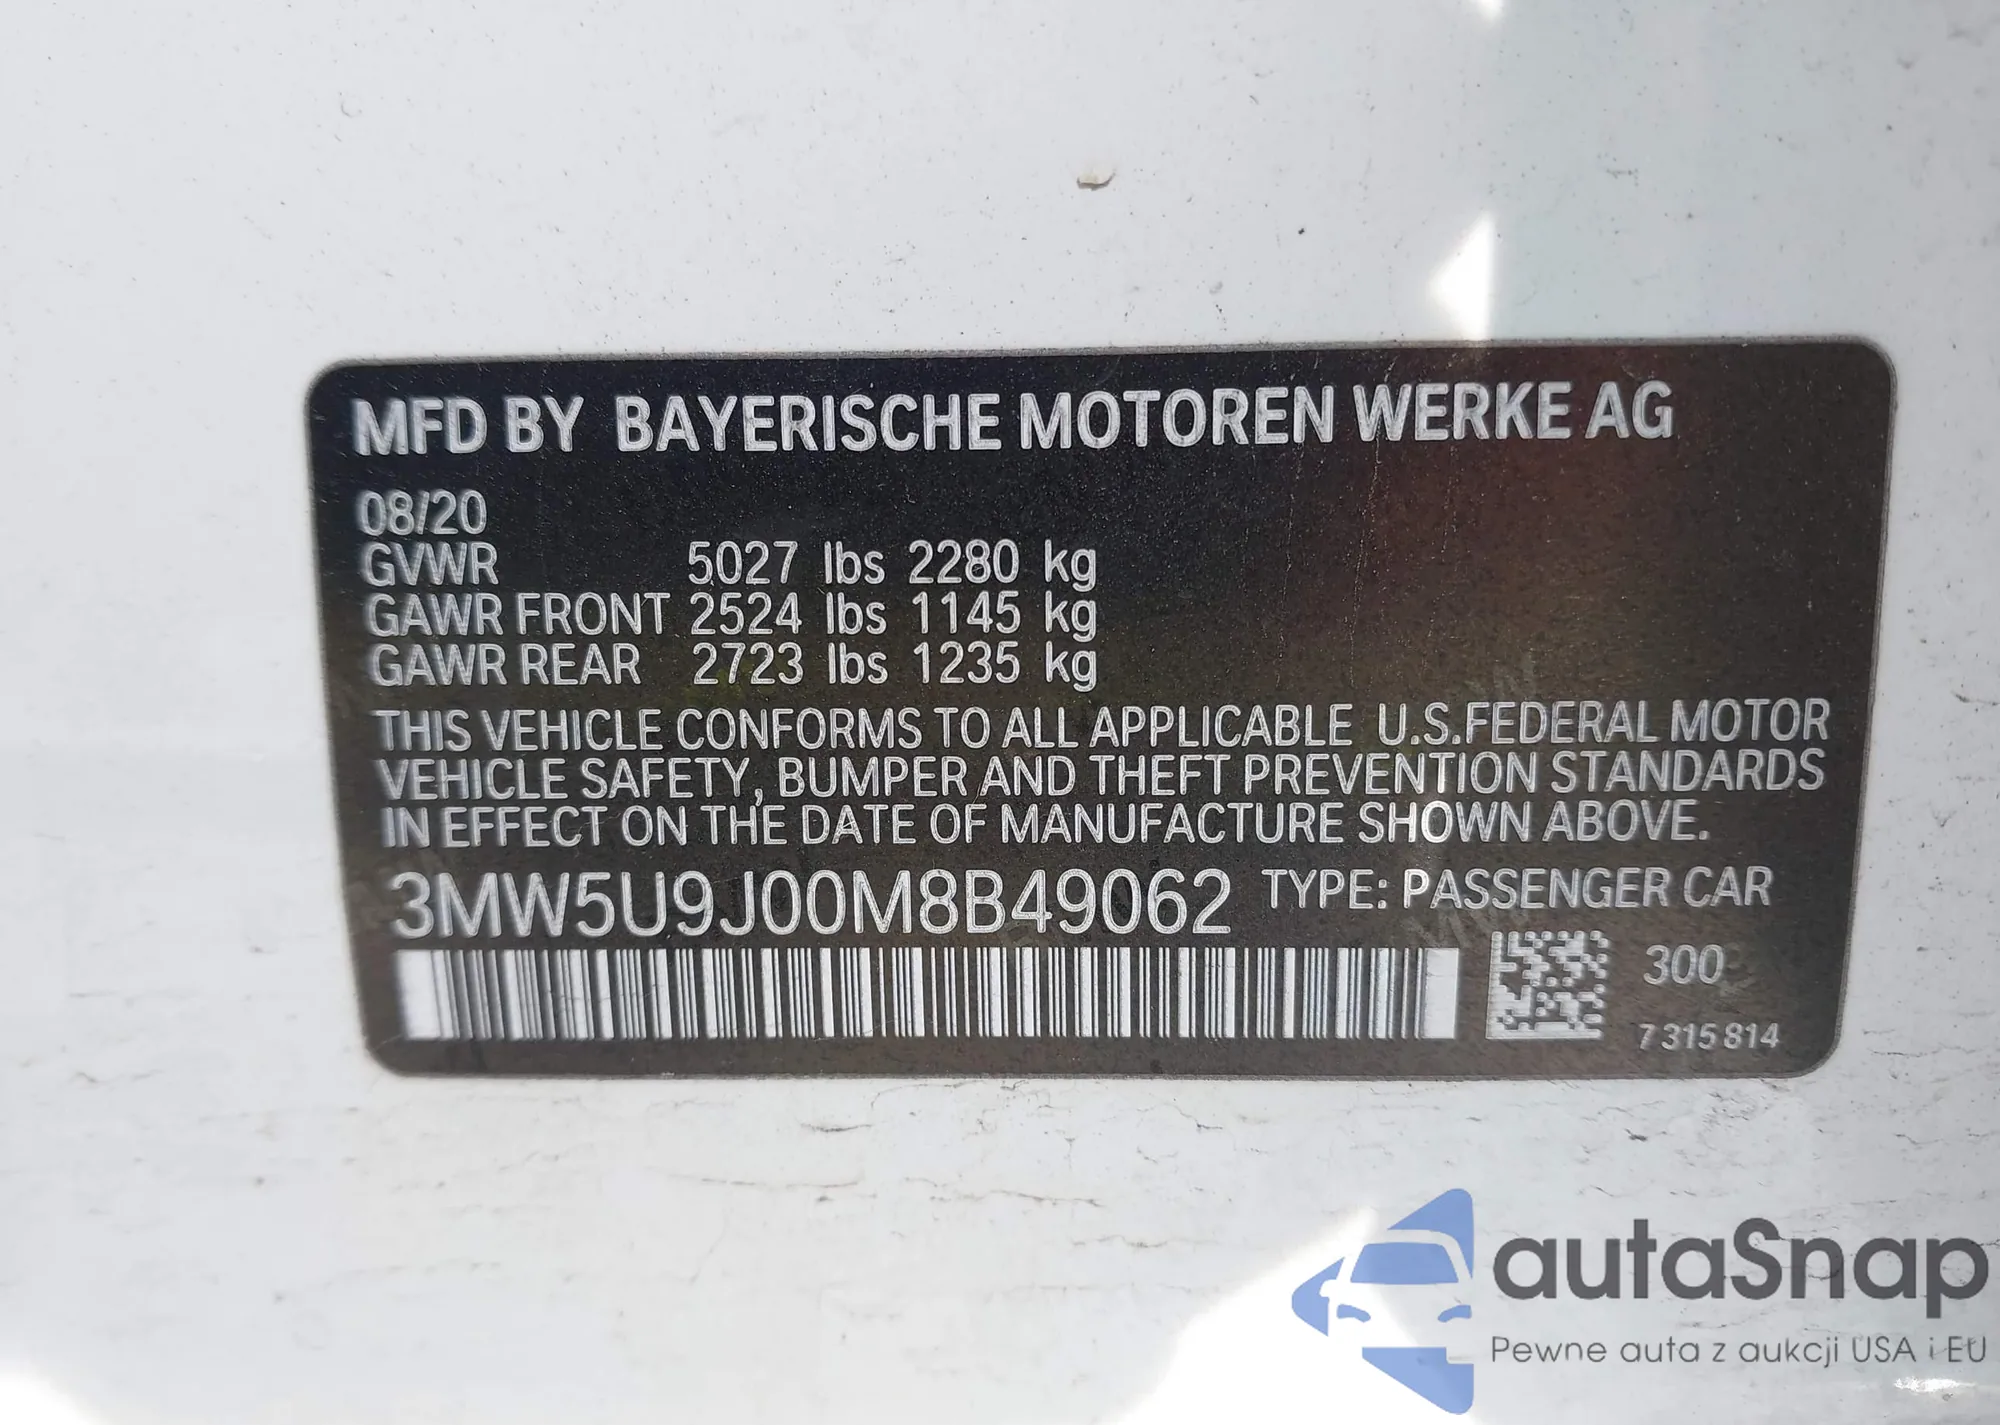 MFD BY BAYERISCHE MOTOREN WERKE AG
08/20
GVWR 5027 lbs 2280 kg
GAWR FRONT 2524 lbs 1145 kg
GAWR REAR 2723 lbs 1235 kg
THIS VEHICLE CONFORMS TO ALL APPLICABLE U.S.FEDERAL MOTOR
VEHICLE SAFETY, BUMPER AND THEFT PREVENTION STANDARDS
IN EFFECT ON THE DATE OF MANUFACTURE SHOWN ABOVE.
3MW5U9J00M8B49062 TYPE: PASSENGER CAR
300
7315814
autaSnap
Pewne auta z aukcji USA i EU